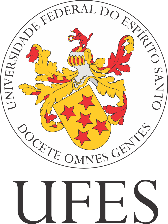 UNIVERSIDADE FEDERAL DO ESPÍRITO SANTO
DOCETE OMNES GENTES
UFES